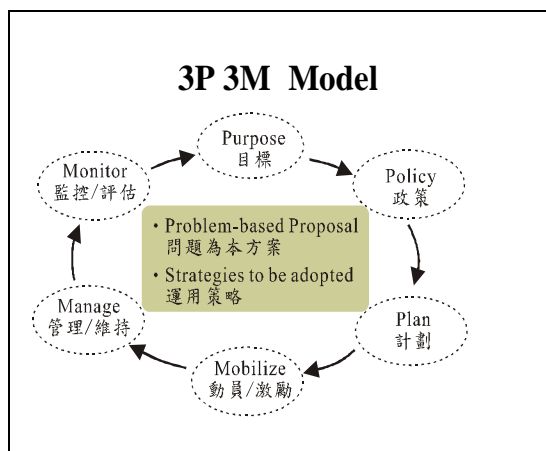 3P 3M Model
Purpose
目標
Policy
政策
Plan
計劃
Mobilize
動員/激勵
Manage
管理/維持
Monitor
監控/評估
・Problem-based Proposal
問題為本方案
・Strategies to be adopted
運用策略